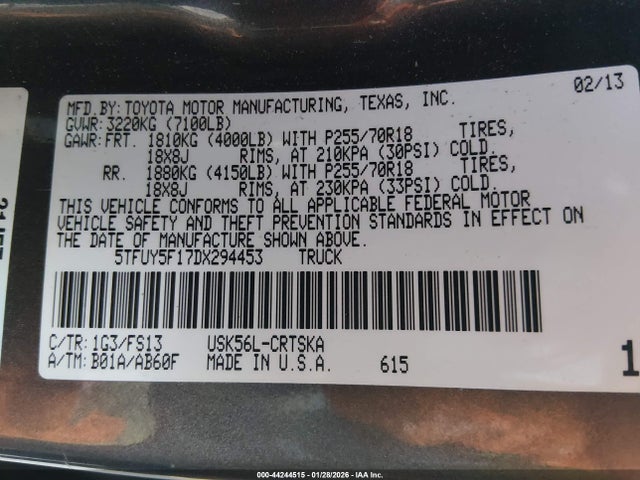 02/13
MFD.BY:TOYOTA MOTOR MANUFACTURING, TEXAS, INC.
GVWR:3220KG (7100LB)
GAWR:FRT. 1810KG (4000LB) WITH P255/70R18 TIRES,
18X8J RIMS, AT 210KPA (30PSI) COLD.
RR. 1880KG (4150LB) WITH P255/70R18 TIRES,
18X8J RIMS, AT 230KPA (33PSI) COLD.
THIS VEHICLE CONFORMS TO ALL APPLICABLE FEDERAL MOTOR
VEHICLE SAFETY AND THEFT PREVENTION STANDARDS IN EFFECT ON
THE DATE OF MANUFACTURE SHOWN ABOVE.
5TFUY5F17DX294453 TRUCK
C/TR:1G3/FS13 USK56L-CRTSKA
A/TM:B01A/AB60F MADE IN U.S.A. 615
1
000-44244515 - 01/28/2026 - IAA Inc.